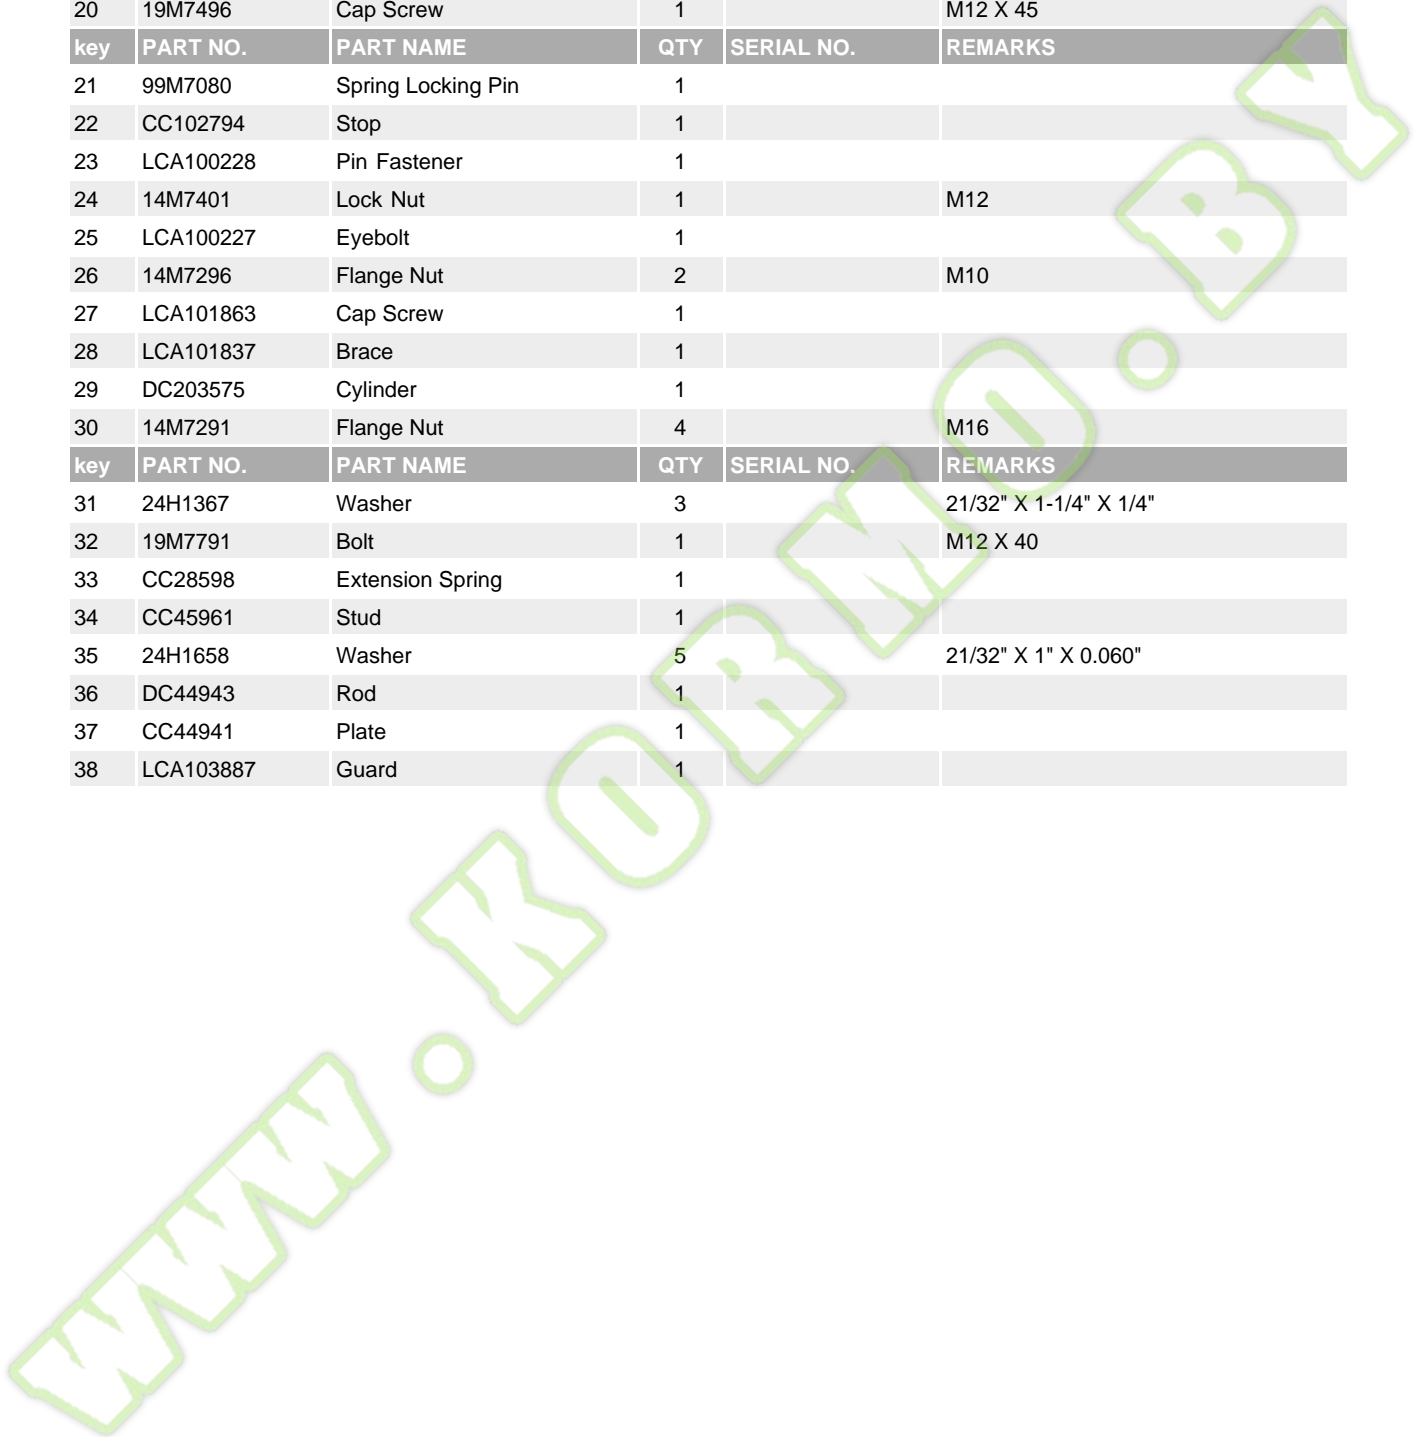 20 19M7496 Cap Screw 1 M12 X 45
key PART NO. PART NAME QTY SERIAL NO. REMARKS
21 99M7080 Spring Locking Pin 1
22 CC102794 Stop 1
23 LCA100228 Pin Fastener 1
24 14M7401 Lock Nut 1 M12
25 LCA100227 Eyebolt 1
26 14M7296 Flange Nut 2 M10
27 LCA101863 Cap Screw 1
28 LCA101837 Brace 1
29 DC203575 Cylinder 1
30 14M7291 Flange Nut 4 M16
key PART NO. PART NAME QTY SERIAL NO. REMARKS
31 24H1367 Washer 3 21/32" X 1-1/4" X 1/4"
32 19M7791 Bolt 1 M12 X 40
33 CC28598 Extension Spring 1
34 CC45961 Stud 1
35 24H1658 Washer 5 21/32" X 1" X 0.060"
36 DC44943 Rod 1
37 CC44941 Plate 1
38 LCA103887 Guard 1
WWW.KORMO.BY